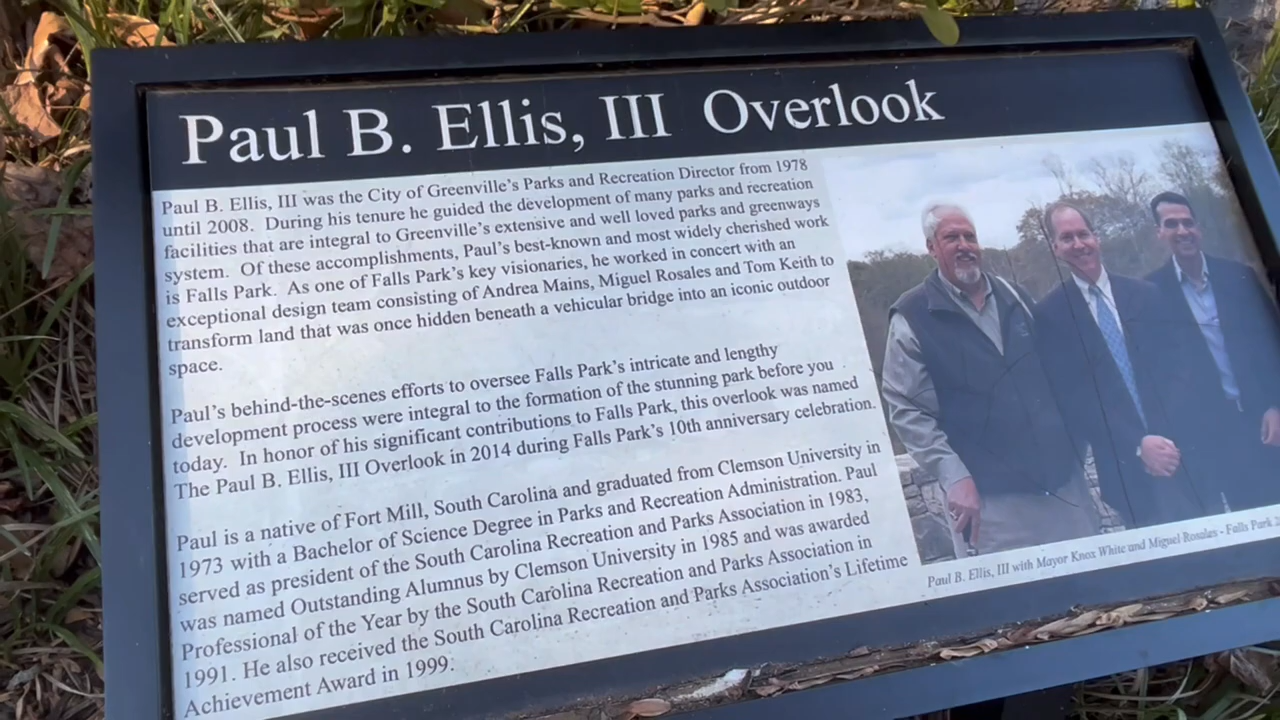 Paul B. Ellis, III Overlook
Paul B. Ellis, III was the City of Greenville's Parks and Recreation Director from 1978
until 2008. During his tenure he guided the development of many parks and recreation
facilities that are integral to Greenville's extensive and well loved parks and greenways
system. Of these accomplishments, Paul's best-known and most widely cherished work
is Falls Park. As one of Falls Park's key visionaries, he worked in concert with an
exceptional design team consisting of Andrea Mains, Miguel Rosales and Tom Keith to
transform land that was once hidden beneath a vehicular bridge into an iconic outdoor
space.
Paul's behind-the-scenes efforts to oversee Falls Park's intricate and lengthy
development process were integral to the formation of the stunning park before you
today. In honor of his significant contributions to Falls Park, this overlook was named
The Paul B. Ellis, III Overlook in 2014 during Falls Park's 10th anniversary celebration.
Paul is a native of Fort Mill, South Carolina and graduated from Clemson University in
1973 with a Bachelor of Science Degree in Parks and Recreation Administration. Paul
served as president of the South Carolina Recreation and Parks Association in 1983,
was named Outstanding Alumnus by Clemson University in 1985 and was awarded
Professional of the Year by the South Carolina Recreation and Parks Association in
1991. He also received the South Carolina Recreation and Parks Association's Lifetime
Achievement Award in 1999.
Paul B. Ellis, III with Mayor Knox White and Miguel Rosales - Falls Park